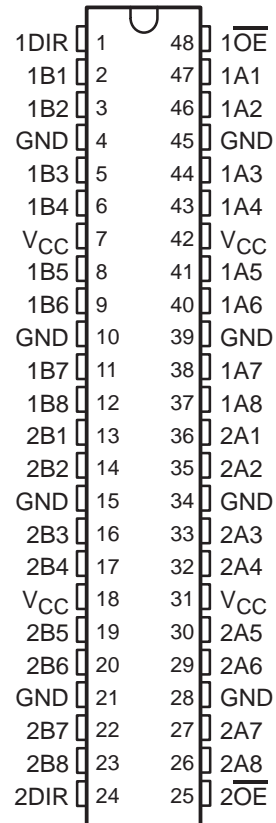 1DIR 1 48 1O̅E̅
1B1 2 47 1A1
1B2 3 46 1A2
GND 4 45 GND
1B3 5 44 1A3
1B4 6 43 1A4
VCC 7 42 VCC
1B5 8 41 1A5
1B6 9 40 1A6
GND 10 39 GND
1B7 11 38 1A7
1B8 12 37 1A8
2B1 13 36 2A1
2B2 14 35 2A2
GND 15 34 GND
2B3 16 33 2A3
2B4 17 32 2A4
VCC 18 31 VCC
2B5 19 30 2A5
2B6 20 29 2A6
GND 21 28 GND
2B7 22 27 2A7
2B8 23 26 2A8
2DIR 24 25 2O̅E̅